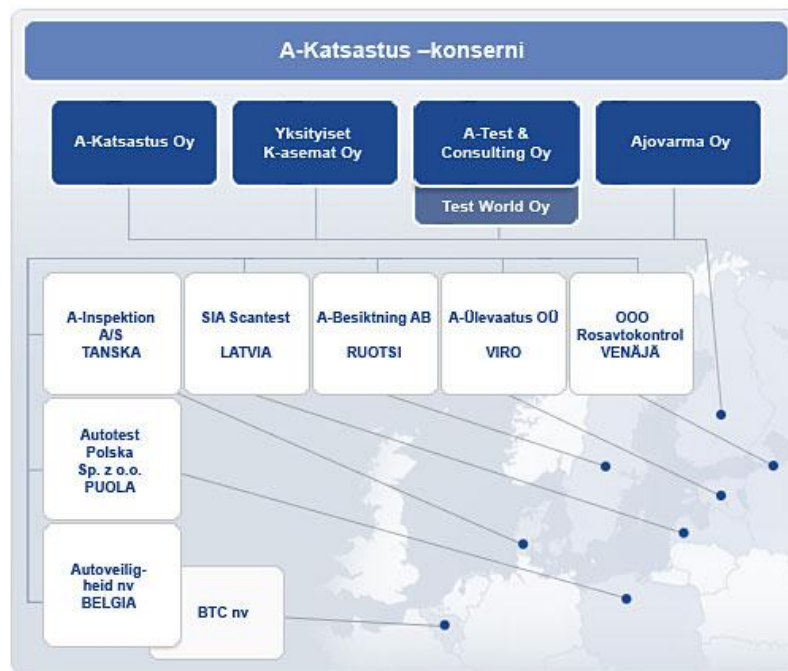 A-Katsastus –konserni
A-Katsastus Oy
Yksityiset
K-asemat Oy
A-Test &
Consulting Oy
Ajovarma Oy
Test World Oy
A-Inspektion
A/S
TANSKA
SIA Scantest
LATVIA
A-Besiktning AB
RUOTSI
A-Ülevaatus OÜ
VIRO
OOO
Rosavtokontrol
VENÄJÄ
Autotest
Polska
Sp. z o.o.
PUOLA
Autoveilig-
heid nv
BELGIA
BTC nv